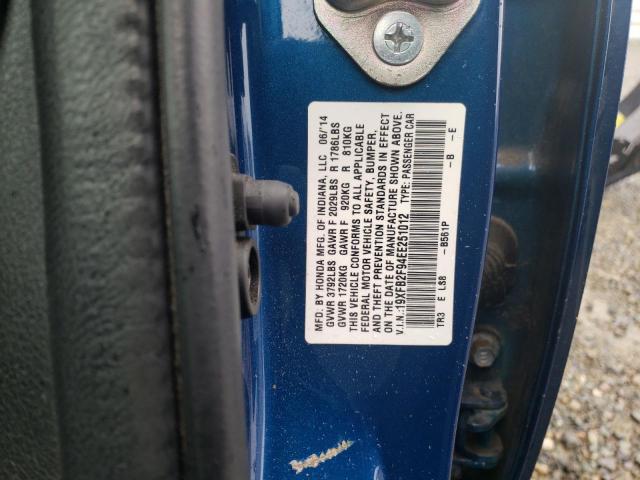 MFD. BY HONDA MFG. OF INDIANA, LLC 06/'14
GVWR 3792LBS GAWR F 2029LBS R 1786LBS
GVWR 1720KG GAWR F 920KG R 810KG
THIS VEHICLE CONFORMS TO ALL APPLICABLE
FEDERAL MOTOR VEHICLE SAFETY, BUMPER,
AND THEFT PREVENTION STANDARDS IN EFFECT
ON THE DATE OF MANUFACTURE SHOWN ABOVE.
V.I.N.:19XFB2F94EE251012 TYPE: PASSENGER CAR
TR3 E LS8 -B561P -B -E